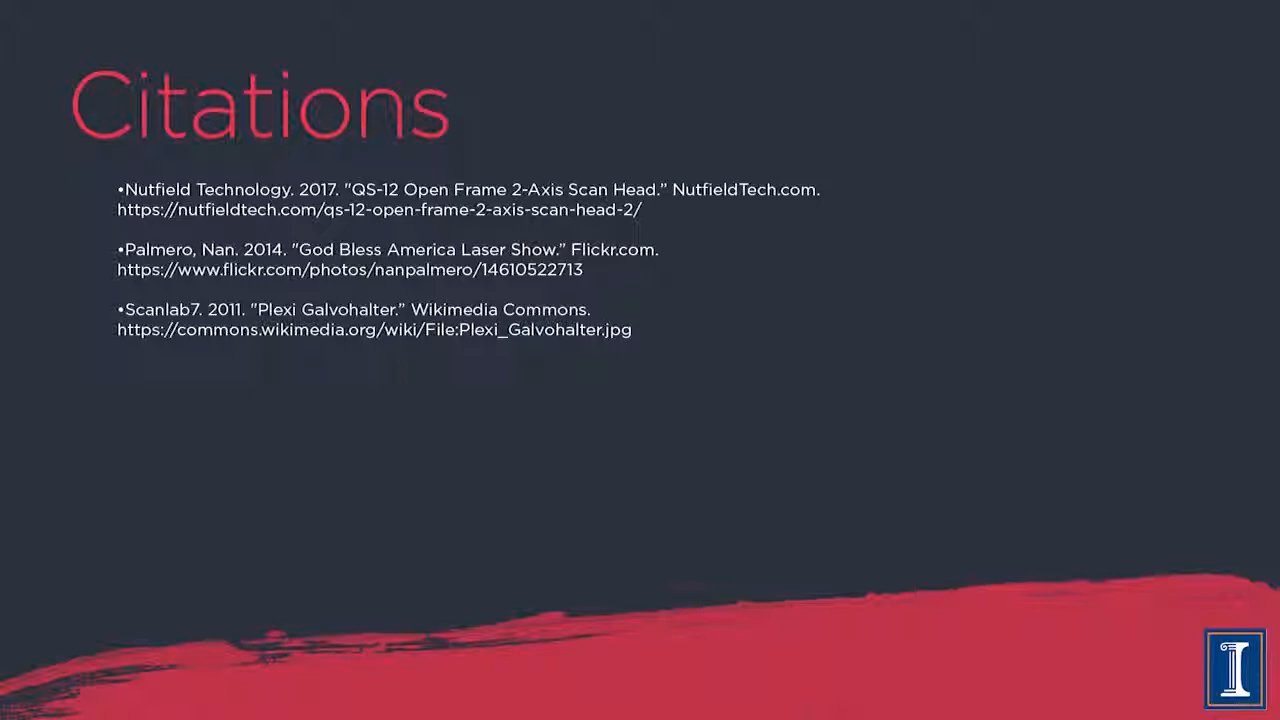 Citations
•Nutfield Technology. 2017. "QS-12 Open Frame 2-Axis Scan Head.” NutfieldTech.com.
https://nutfieldtech.com/qs-12-open-frame-2-axis-scan-head-2/
•Palmero, Nan. 2014. "God Bless America Laser Show.” Flickr.com.
https://www.flickr.com/photos/nanpalmero/14610522713
•Scanlab7. 2011. "Plexi Galvohalter.” Wikimedia Commons.
https://commons.wikimedia.org/wiki/File:Plexi_Galvohalter.jpg
I